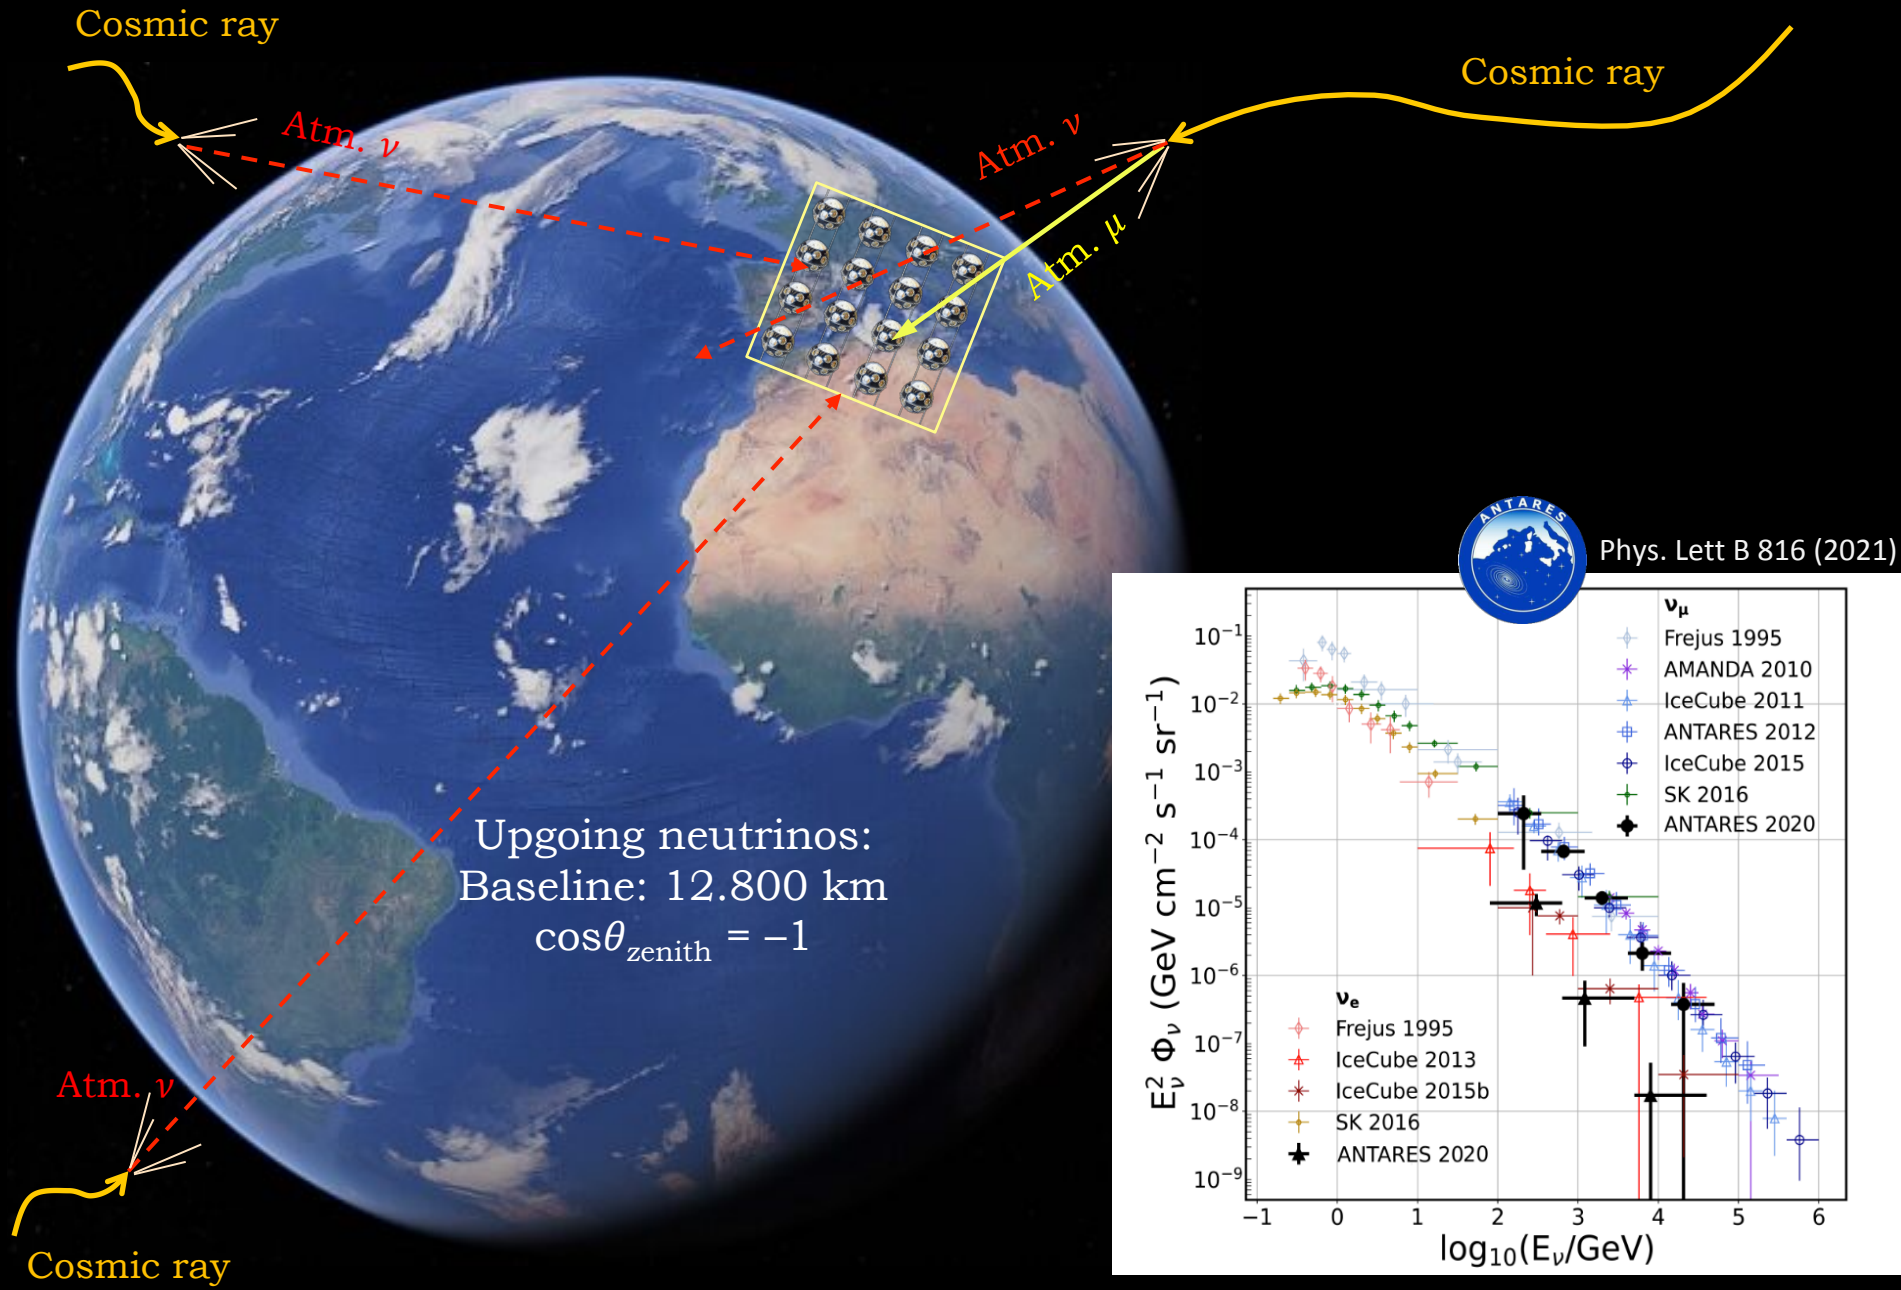 Cosmic ray
Cosmic ray
Atm. ν
Atm. ν
Atm. μ
ANTARES
Phys. Lett B 816 (2021)
Upgoing neutrinos:
Baseline: 12.800 km
cosθzenith = –1
Atm. ν
Cosmic ray
E²ν Φν (GeV cm⁻² s⁻¹ sr⁻¹)
10⁻¹
10⁻²
10⁻³
10⁻⁴
10⁻⁵
10⁻⁶
10⁻⁷
10⁻⁸
10⁻⁹
νμ
Frejus 1995
AMANDA 2010
IceCube 2011
ANTARES 2012
IceCube 2015
SK 2016
ANTARES 2020
νe
Frejus 1995
IceCube 2013
IceCube 2015b
SK 2016
ANTARES 2020
−1 0 1 2 3 4 5 6
log₁₀(Eν/GeV)